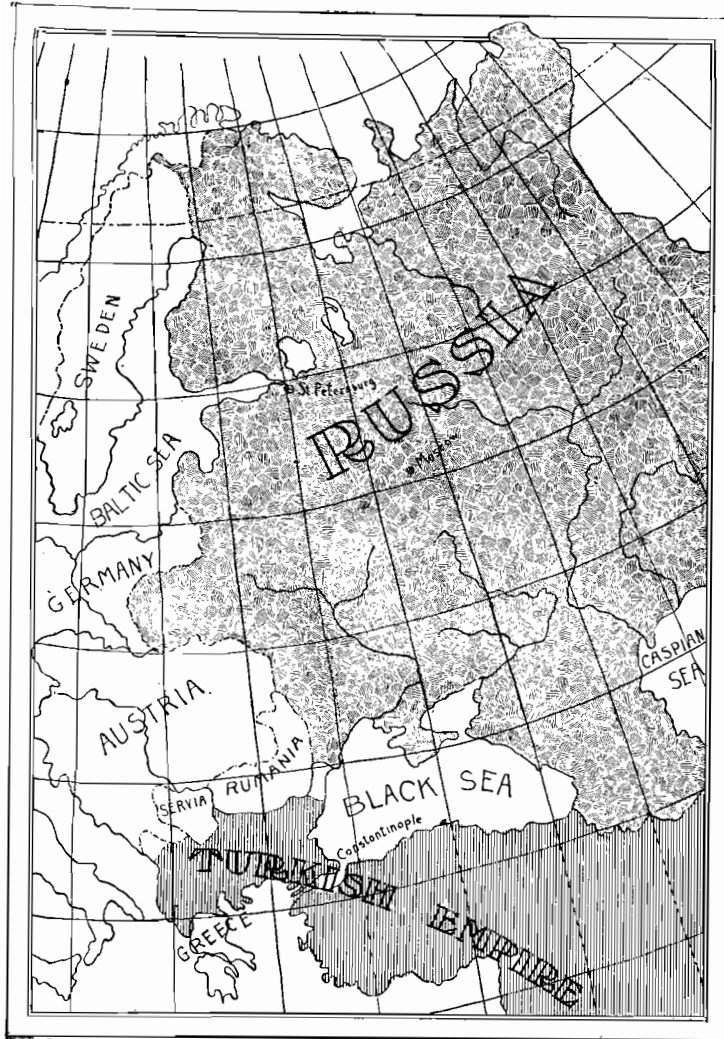 SWEDEN
St Petersburg
RUSSIA
Moscow
BALTIC SEA
GERMANY
CASPIAN
SEA
AUSTRIA.
RUMANIA
SERVIA
BLACK SEA
Constantinople
TURKISH EMPIRE
GREECE